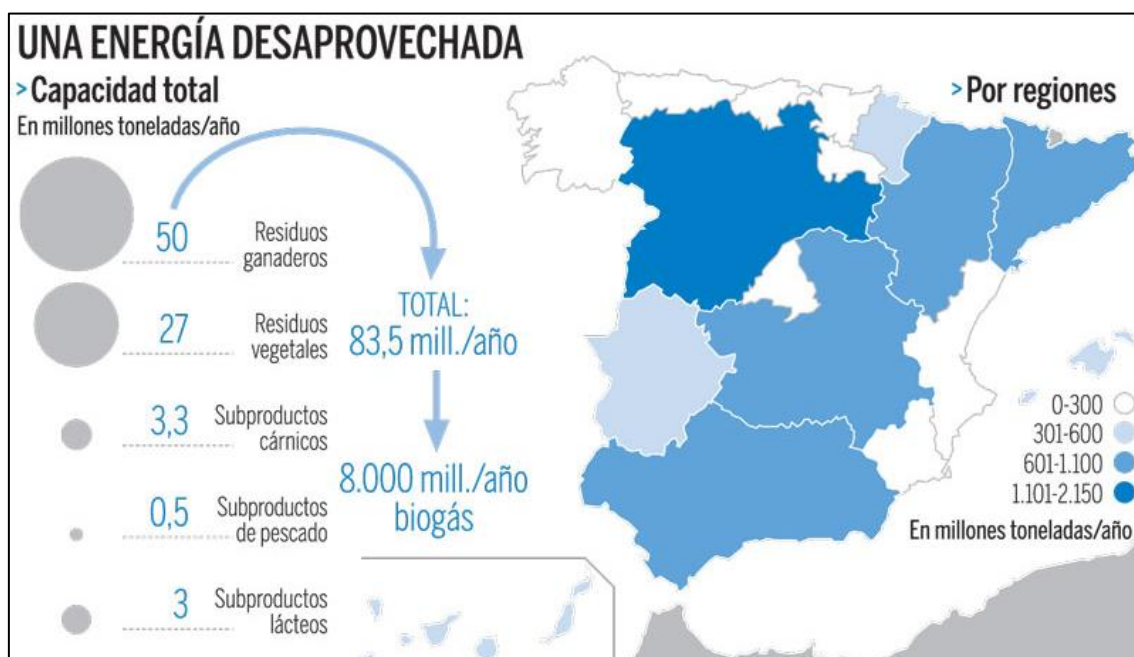 UNA ENERGÍA DESAPROVECHADA
> Capacidad total
En millones toneladas/año
50
Residuos
ganaderos
27
Residuos
vegetales
3,3
Subproductos
cárnicos
0,5
Subproductos
de pescado
3
Subproductos
lácteos
TOTAL:
83,5 mill./año
8.000 mill./año
biogás
> Por regiones
0-300
301-600
601-1.100
1.101-2.150
En millones toneladas/año